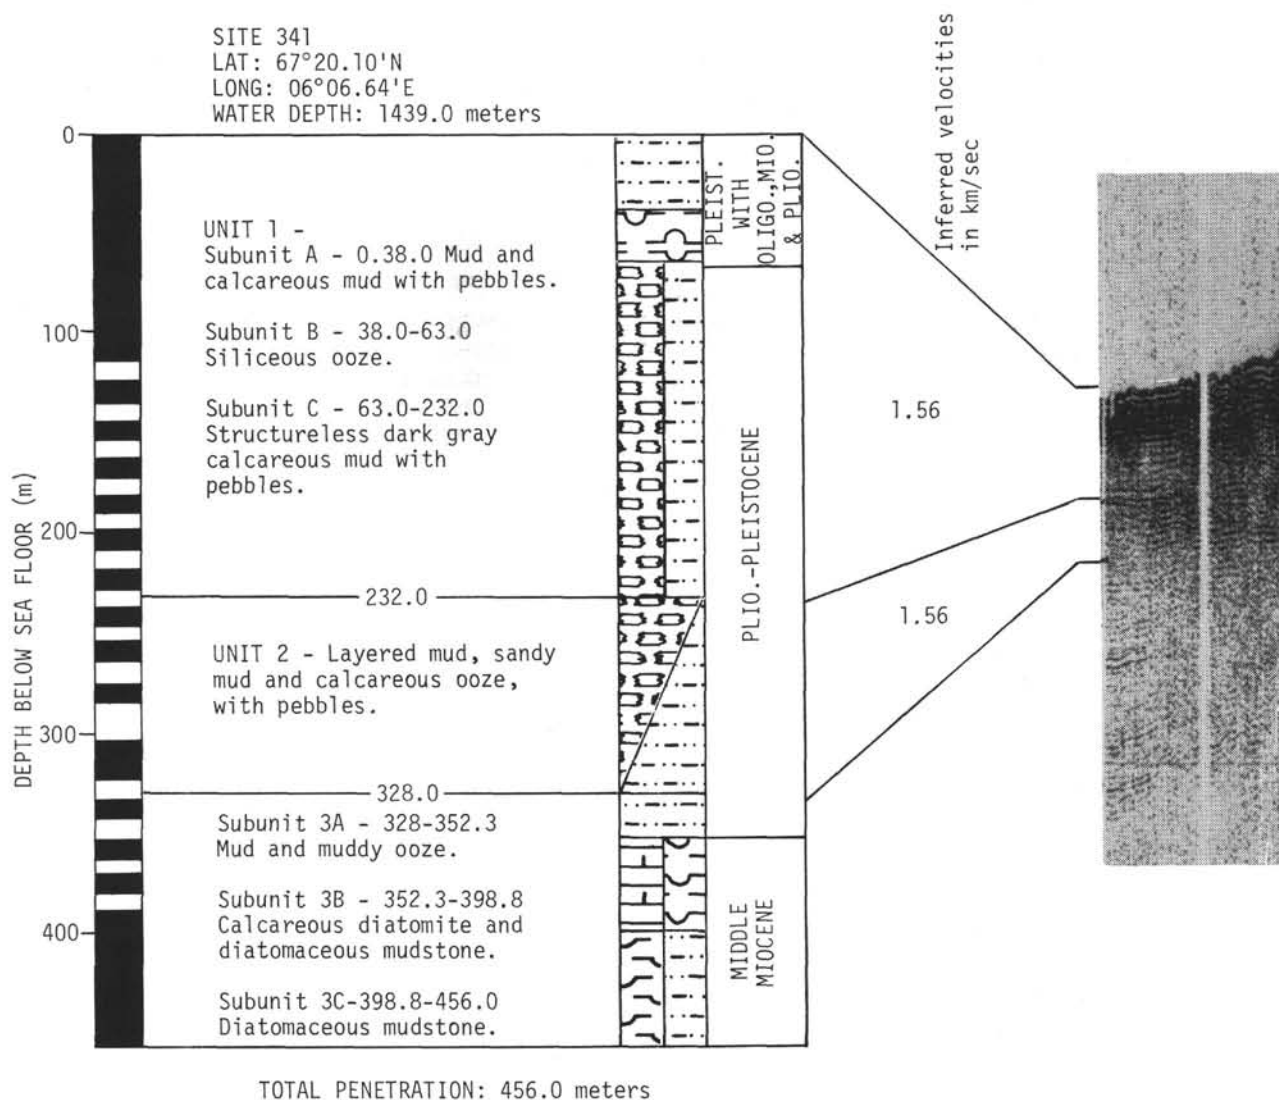 SITE 341
LAT: 67°20.10'N
LONG: 06°06.64'E
WATER DEPTH: 1439.0 meters
Inferred velocities
in km/sec
DEPTH BELOW SEA FLOOR (m)
0
100
200
300
400
UNIT 1 -
Subunit A - 0.38.0 Mud and
calcareous mud with pebbles.
Subunit B - 38.0-63.0
Siliceous ooze.
Subunit C - 63.0-232.0
Structureless dark gray
calcareous mud with
pebbles.
232.0
UNIT 2 - Layered mud, sandy
mud and calcareous ooze,
with pebbles.
328.0
Subunit 3A - 328-352.3
Mud and muddy ooze.
Subunit 3B - 352.3-398.8
Calcareous diatomite and
diatomaceous mudstone.
Subunit 3C-398.8-456.0
Diatomaceous mudstone.
PLEIST.
WITH
OLIGO.,MIO.
& PLIO.
PLIO.-PLEISTOCENE
MIDDLE
MIOCENE
1.56
1.56
TOTAL PENETRATION: 456.0 meters